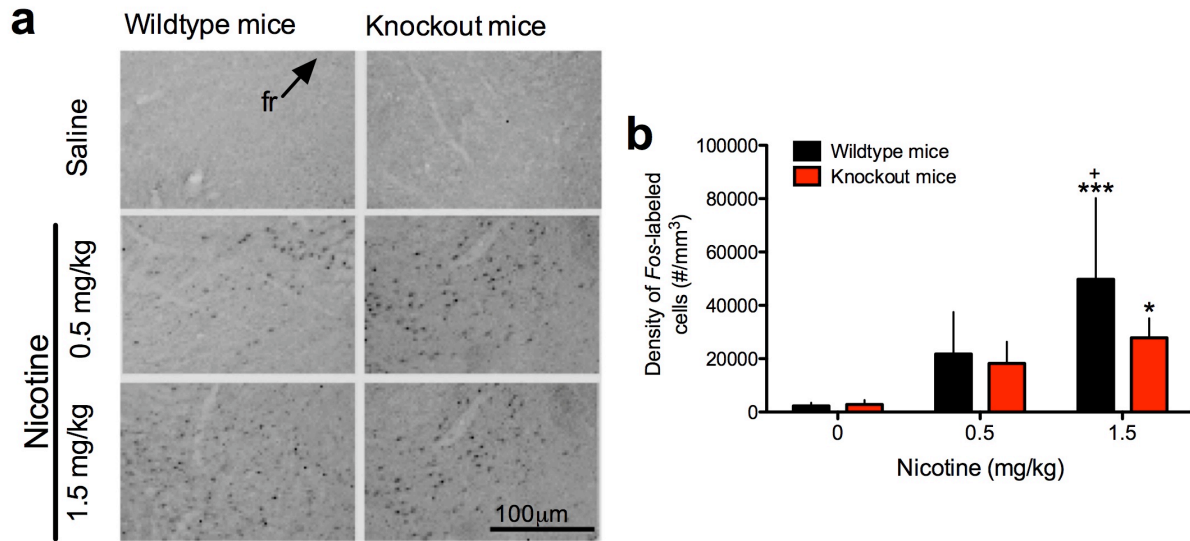 a
Wildtype mice
Knockout mice
Saline
fr
Nicotine
0.5 mg/kg
1.5 mg/kg
100μm
b
Density of Fos-labeled
cells (#/mm³)
100000
80000
60000
40000
20000
0
Wildtype mice
Knockout mice
+
***
*
0
0.5
1.5
Nicotine (mg/kg)